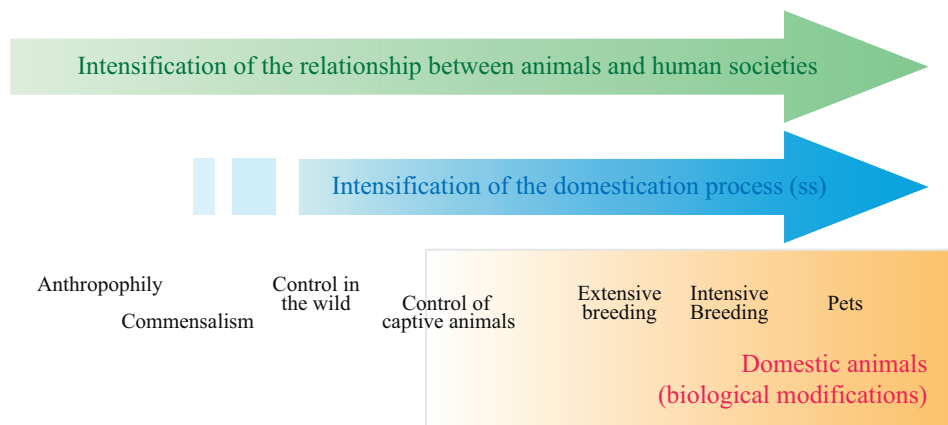 Intensification of the relationship between animals and human societies
Intensification of the domestication process (ss)
Anthropophily
Commensalism
Control in
the wild
Control of
captive animals
Extensive
breeding
Intensive
Breeding
Pets
Domestic animals
(biological modifications)